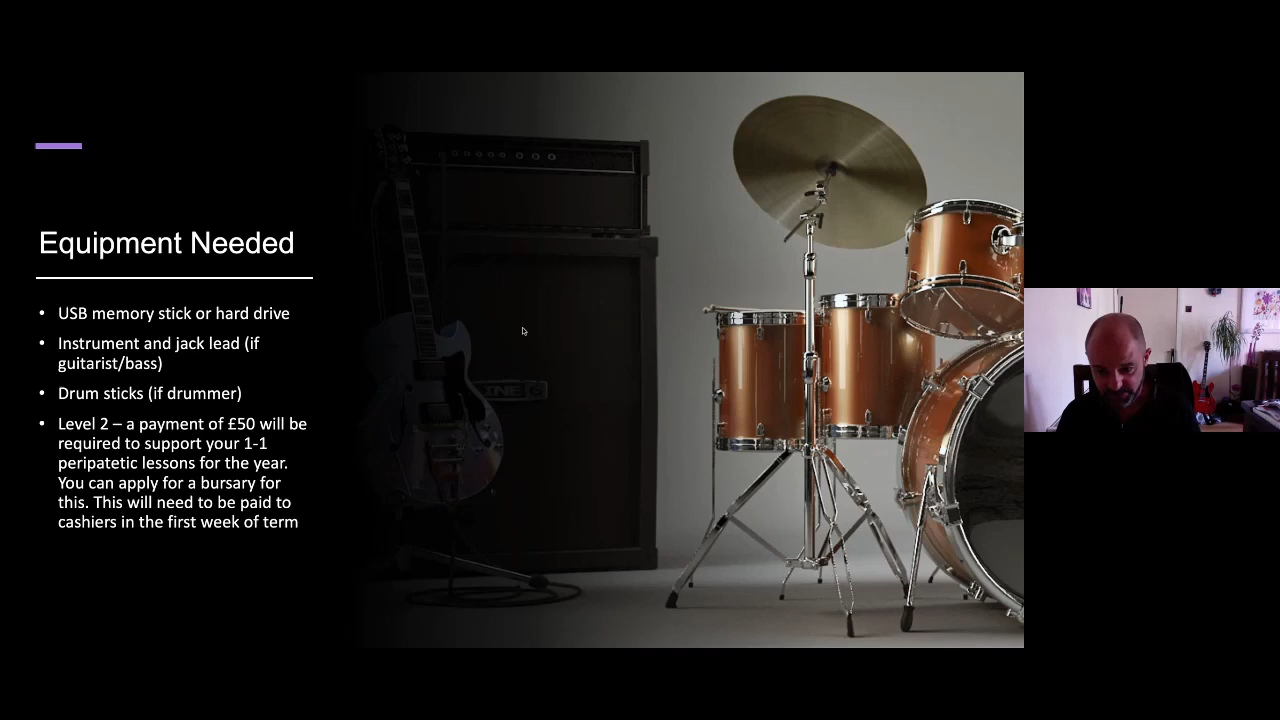 Equipment Needed
• USB memory stick or hard drive
• Instrument and jack lead (if
guitarist/bass)
• Drum sticks (if drummer)
• Level 2 – a payment of £50 will be
required to support your 1-1
peripatetic lessons for the year.
You can apply for a bursary for
this. This will need to be paid to
cashiers in the first week of term